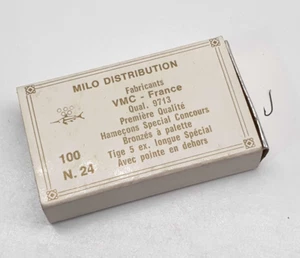 MILO DISTRIBUTION
Fabricants
VMC - France
Qual. 9713
Première Qualité
Hameçons Special Concours
Bronzés à palette
Tige 5 ex. longue Spécial
Avec pointe en dehors
100
N. 24